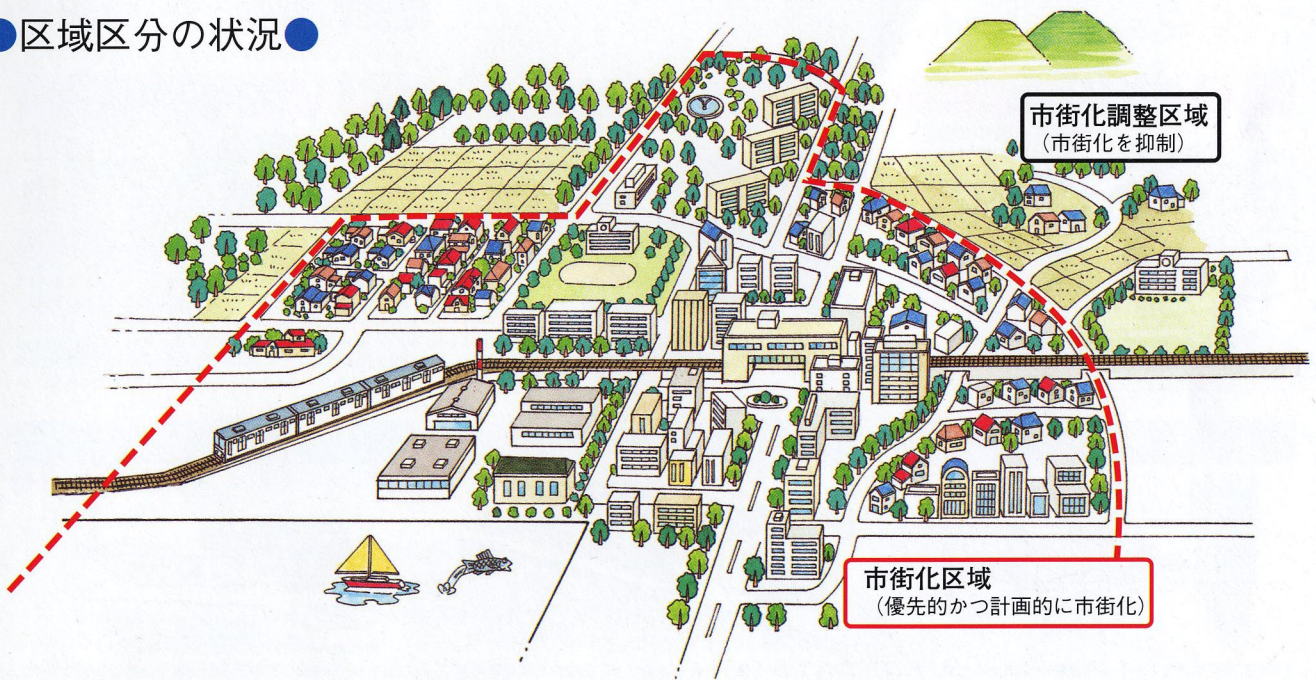 ●区域区分の状況●
市街化調整区域
（市街化を抑制）
市街化区域
（優先的かつ計画的に市街化）